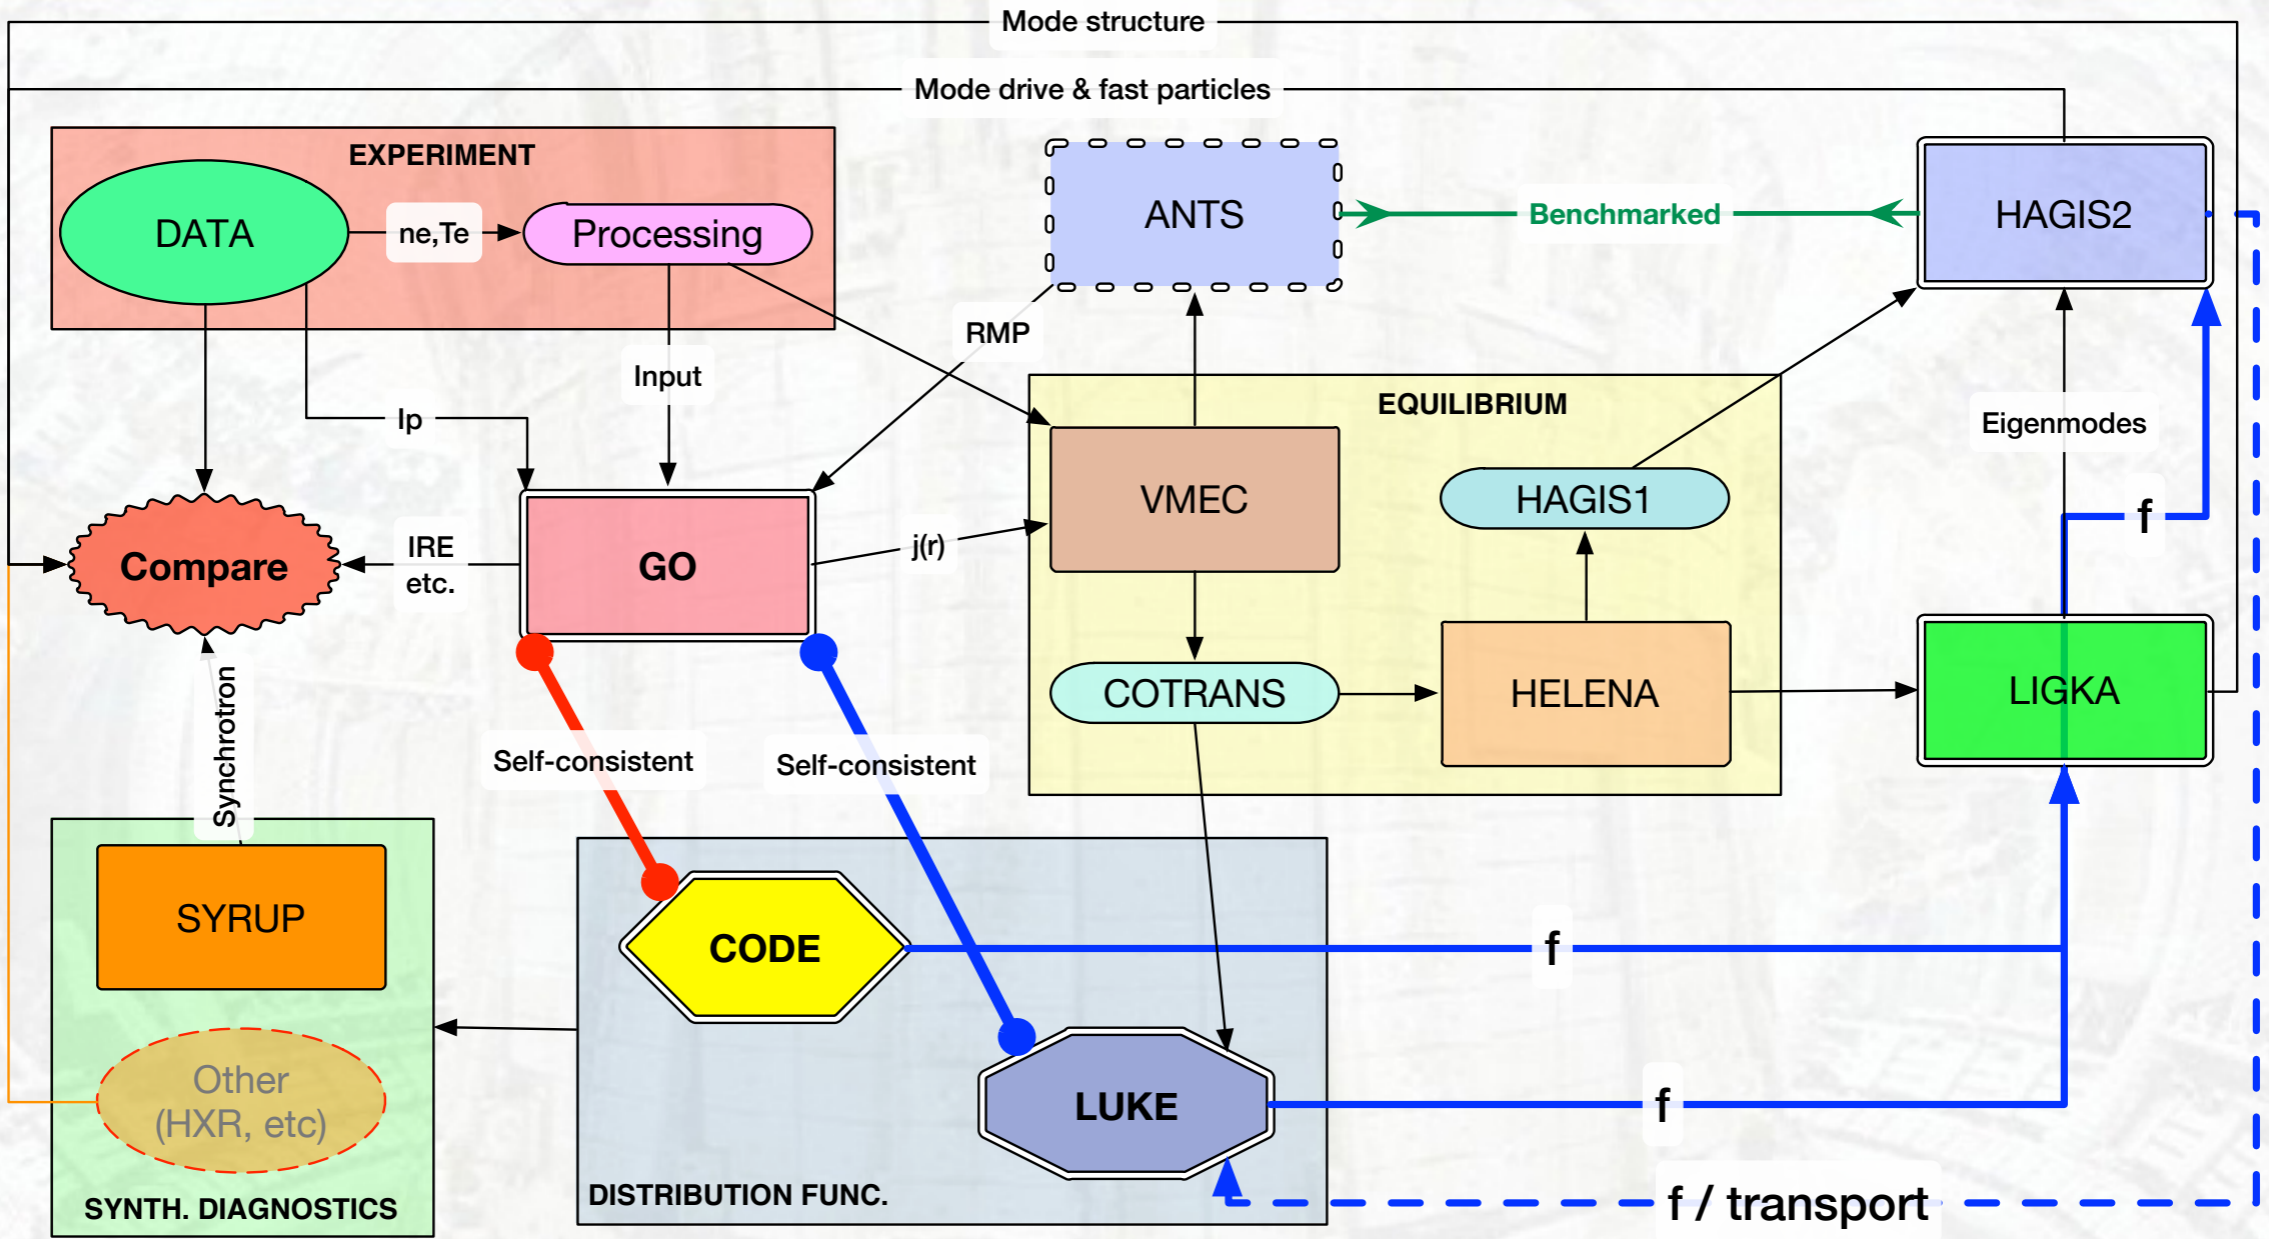 Mode structure
Mode drive & fast particles
EXPERIMENT
DATA
ne,Te
Processing
ANTS
Benchmarked
HAGIS2
RMP
Input
Ip
EQUILIBRIUM
Eigenmodes
VMEC
HAGIS1
f
Compare
IRE
etc.
GO
j(r)
COTRANS
HELENA
LIGKA
Synchrotron
Self-consistent
Self-consistent
SYRUP
CODE
f
Other
(HXR, etc)
LUKE
f
SYNTH. DIAGNOSTICS
DISTRIBUTION FUNC.
f / transport